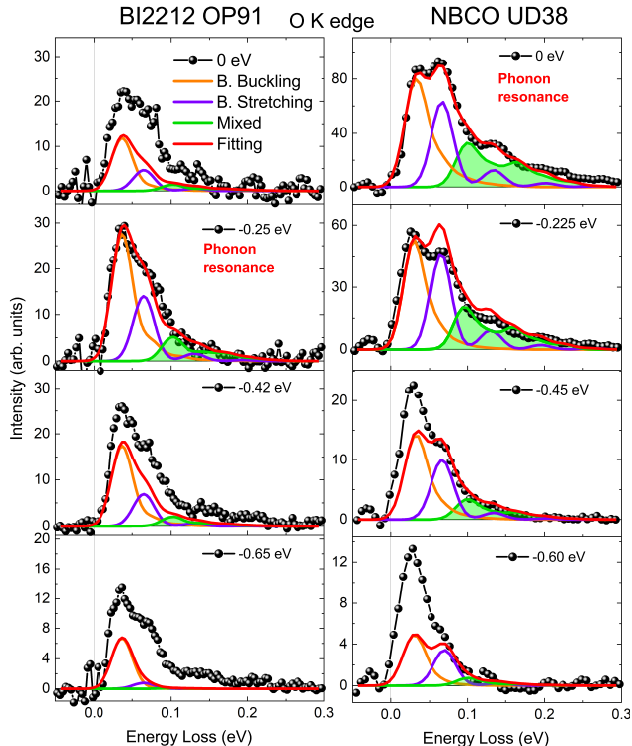 BI2212 OP91
O K edge
NBCO UD38
0 eV
B. Buckling
B. Stretching
Mixed
Fitting
30
20
10
0
0 eV
Phonon
resonance
80
40
0
-0.25 eV
Phonon
resonance
30
20
10
0
-0.225 eV
60
30
0
-0.42 eV
30
20
10
0
-0.45 eV
20
10
0
-0.65 eV
20
16
12
8
4
0
-0.60 eV
12
8
4
0
Intensity (arb. units)
0.0
0.1
0.2
0.3
0.0
0.1
0.2
0.3
Energy Loss (eV)
Energy Loss (eV)